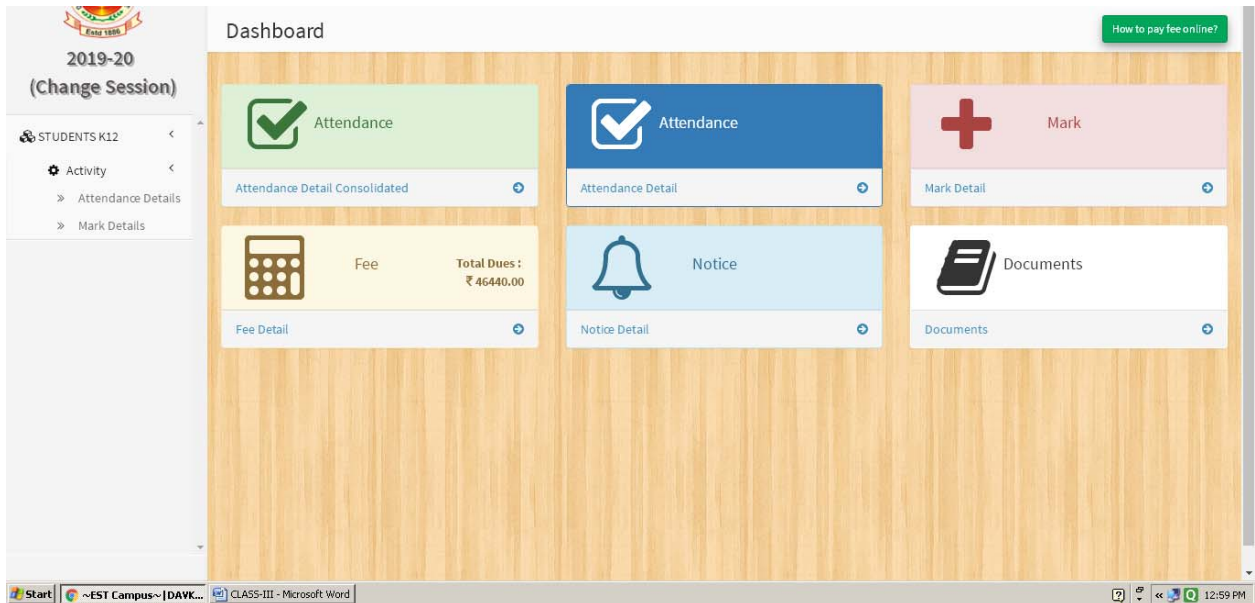 Estd 1886
2019-20
(Change Session)
STUDENTS K12
Activity
Attendance Details
Mark Details
Dashboard
How to pay fee online?
Attendance
Attendance Detail Consolidated
Attendance
Attendance Detail
Mark
Mark Detail
Fee
Total Dues :
₹ 46440.00
Fee Detail
Notice
Notice Detail
Documents
Documents
Start
~EST Campus~ | DAVK...
CLASS-III - Microsoft Word
12:59 PM